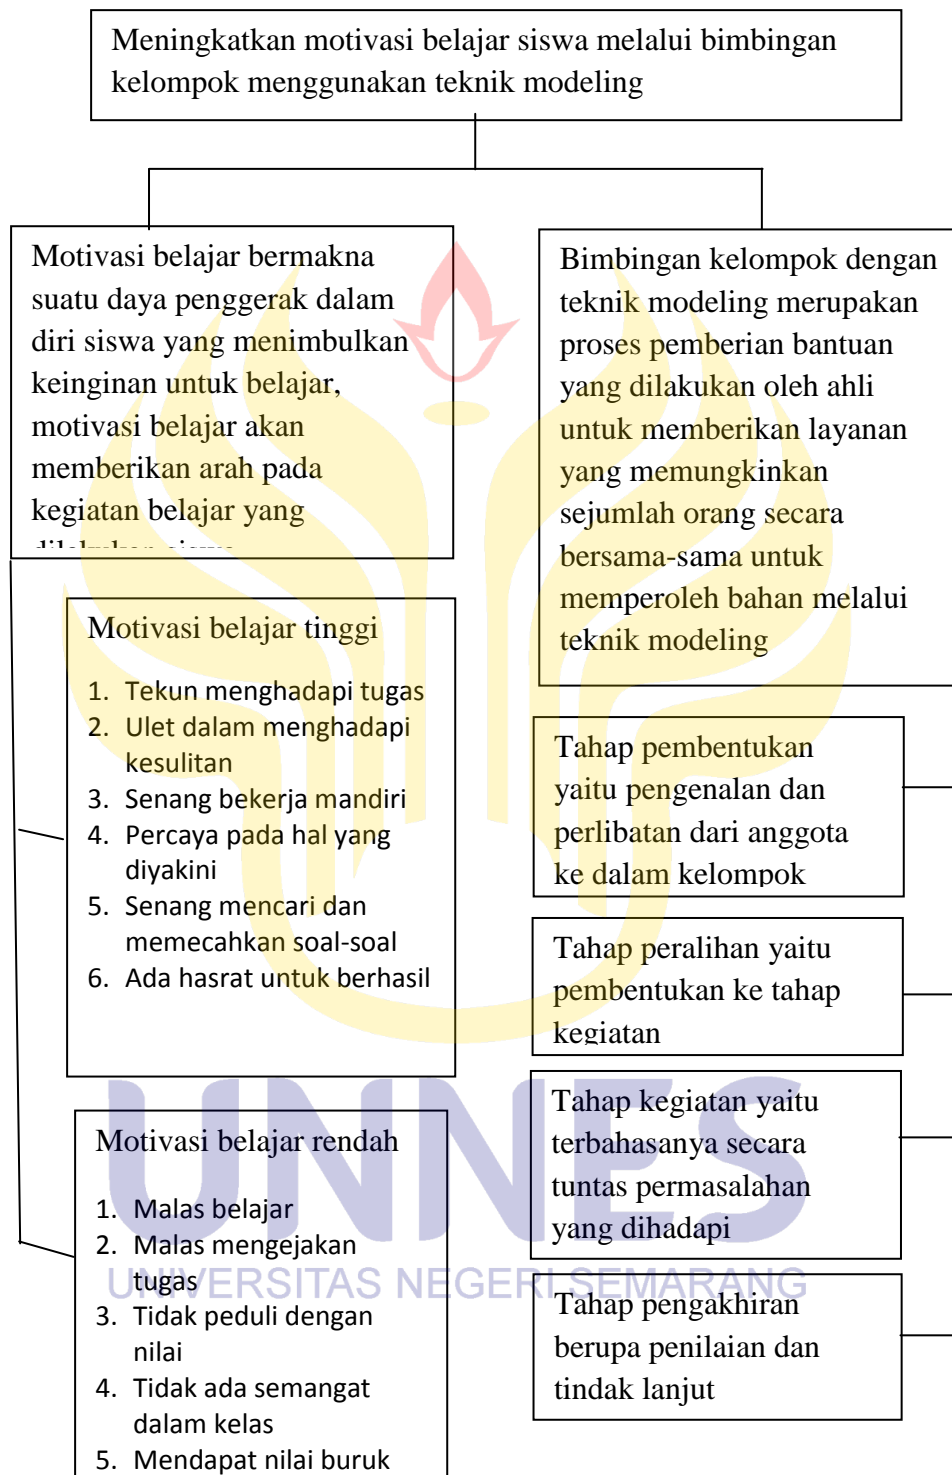 Meningkatkan motivasi belajar siswa melalui bimbingan
kelompok menggunakan teknik modeling
Motivasi belajar bermakna
suatu daya penggerak dalam
diri siswa yang menimbulkan
keinginan untuk belajar,
motivasi belajar akan
memberikan arah pada
kegiatan belajar yang
Motivasi belajar tinggi
1. Tekun menghadapi tugas
2. Ulet dalam menghadapi
kesulitan
3. Senang bekerja mandiri
4. Percaya pada hal yang
diyakini
5. Senang mencari dan
memecahkan soal-soal
6. Ada hasrat untuk berhasil
Motivasi belajar rendah
1. Malas belajar
2. Malas mengejakan
tugas
3. Tidak peduli dengan
nilai
4. Tidak ada semangat
dalam kelas
5. Mendapat nilai buruk
Bimbingan kelompok dengan
teknik modeling merupakan
proses pemberian bantuan
yang dilakukan oleh ahli
untuk memberikan layanan
yang memungkinkan
sejumlah orang secara
bersama-sama untuk
memperoleh bahan melalui
teknik modeling
Tahap pembentukan
yaitu pengenalan dan
perlibatan dari anggota
ke dalam kelompok
Tahap peralihan yaitu
pembentukan ke tahap
kegiatan
Tahap kegiatan yaitu
terbahasanya secara
tuntas permasalahan
yang dihadapi
Tahap pengakhiran
berupa penilaian dan
tindak lanjut
UNNES
UNIVERSITAS NEGERI SEMARANG